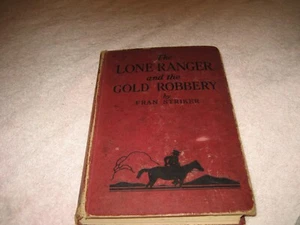 The
LONE RANGER
and the
GOLD ROBBERY
by
FRAN STRIKER